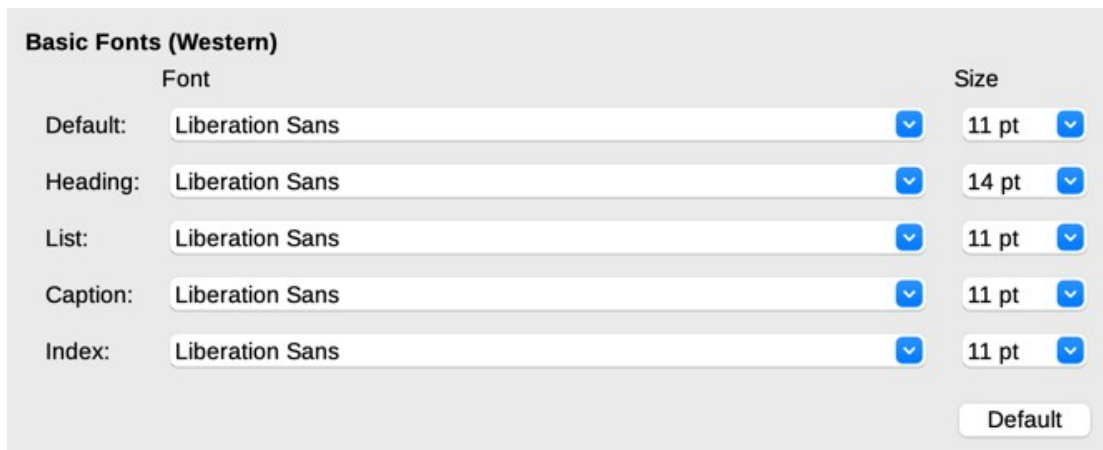 Basic Fonts (Western)
Font Size
Default: Liberation Sans 11 pt
Heading: Liberation Sans 14 pt
List: Liberation Sans 11 pt
Caption: Liberation Sans 11 pt
Index: Liberation Sans 11 pt
Default